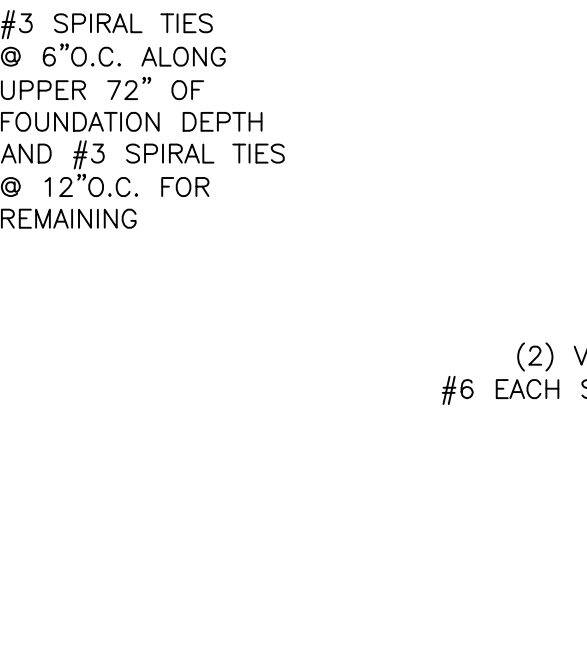 #3 SPIRAL TIES
@ 6”O.C. ALONG
UPPER 72” OF
FOUNDATION DEPTH
AND #3 SPIRAL TIES
@ 12”O.C. FOR
REMAINING
(2)
#6 EACH